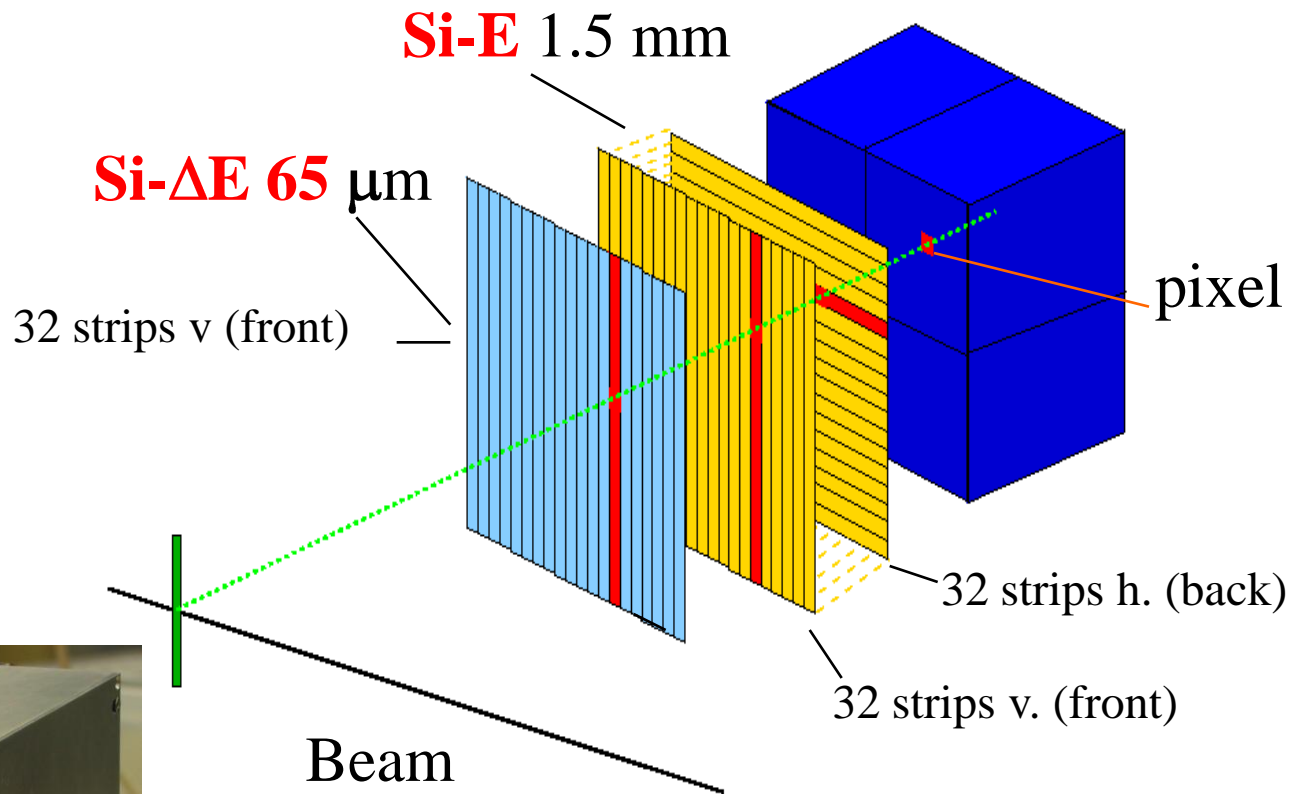 Si-E 1.5 mm
Si-ΔE 65 μm
32 strips v (front)
pixel
32 strips h. (back)
32 strips v. (front)
Beam